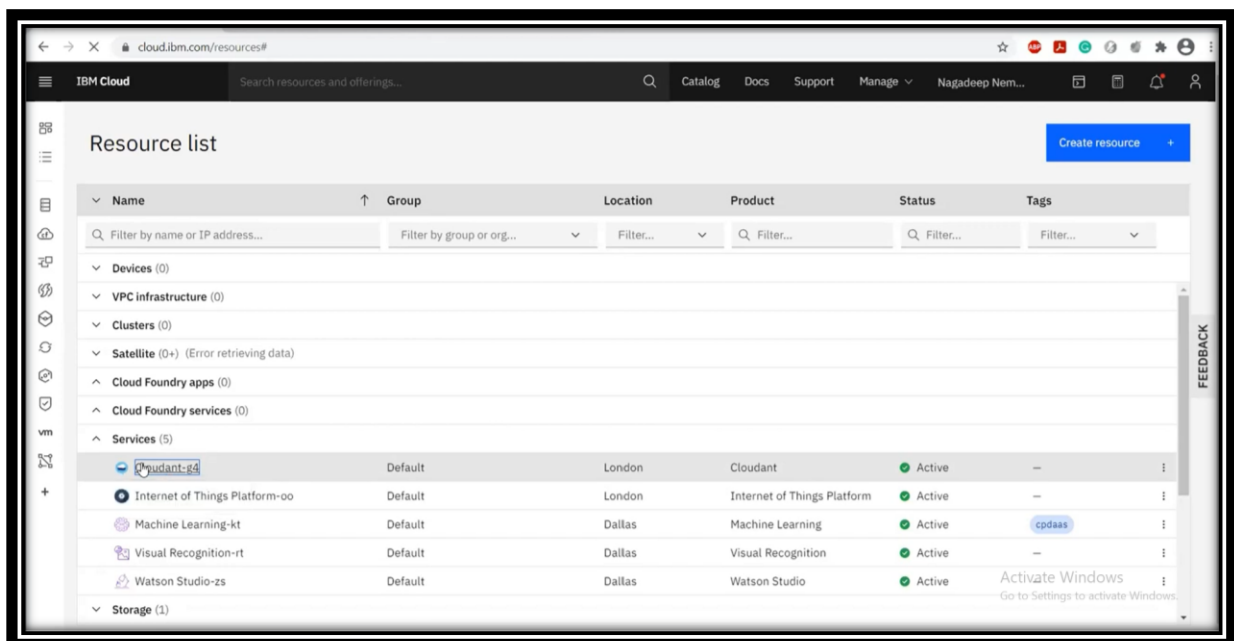 cloud.ibm.com/resources#
ABP
IBM Cloud Search resources and offerings... Catalog Docs Support Manage Nagadeep Nem...
Resource list Create resource +
Name Group Location Product Status Tags
Filter by name or IP address... Filter by group or org... Filter... Filter... Filter... Filter...
Devices (0)
VPC infrastructure (0)
Clusters (0)
Satellite (0+) (Error retrieving data)
Cloud Foundry apps (0)
Cloud Foundry services (0)
Services (5)
Cloudant-g4 Default London Cloudant Active –
Internet of Things Platform-oo Default London Internet of Things Platform Active –
Machine Learning-kt Default Dallas Machine Learning Active cpdaas
Visual Recognition-rt Default Dallas Visual Recognition Active –
Watson Studio-zs Default Dallas Watson Studio Active –
Storage (1)
vm
FEEDBACK
Activate Windows
Go to Settings to activate Windows.